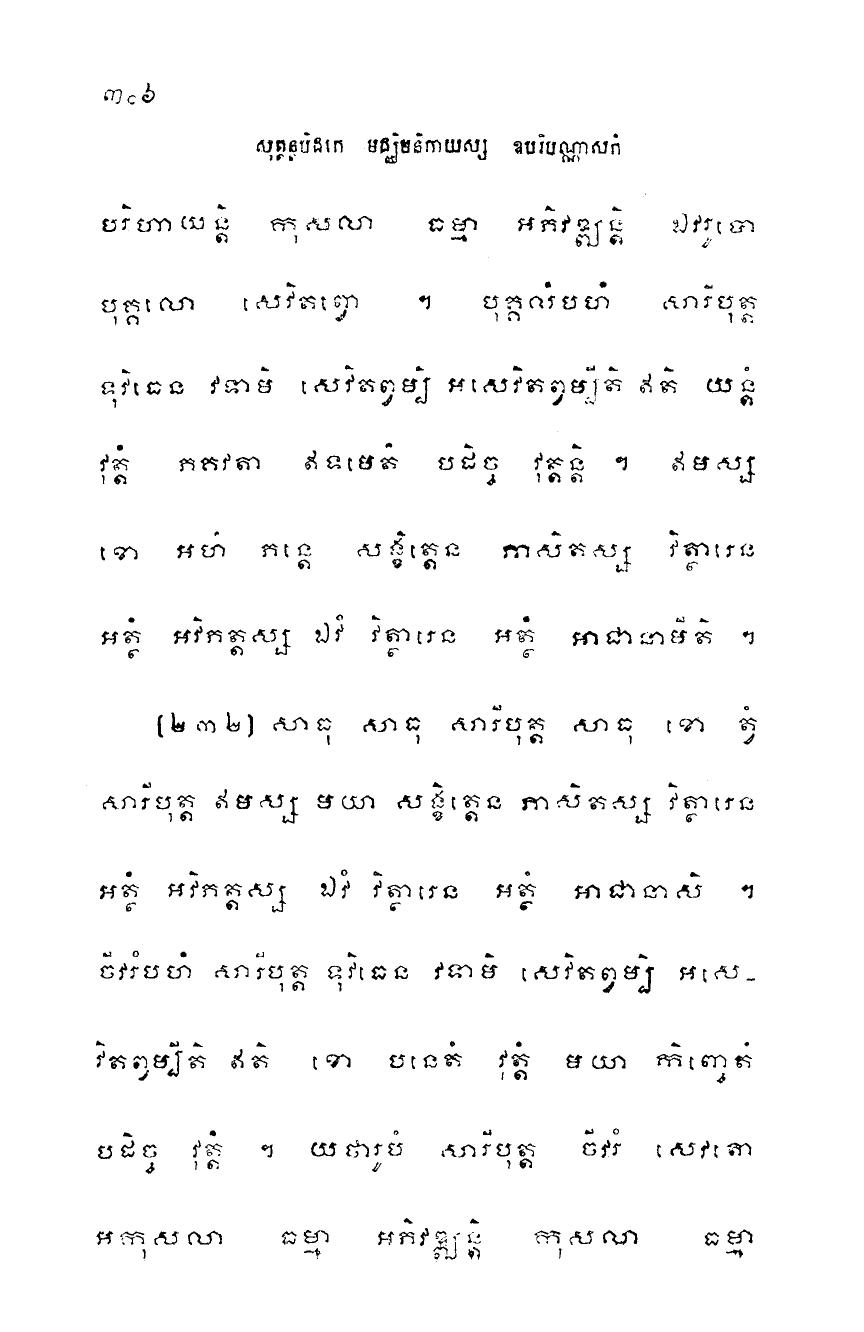 ៣១៦
សុត្តន្តបិដកេ មជ្ឈិមនិកាយស្ស ឧបរិបណ្ណាសកំ
បរិហាយន្តិ កុសលា ធម្មា អភិវឌ្ឍន្តិ ឯវរូបោ
បុគ្គលោ សេវិតព្វោ ។ បុគ្គលំបហំ សារីបុត្ត
ទុវិធេន វទាមិ សេវិតព្វម្បិ អសេវិតព្វម្បីតិ ឥតិ យន្តំ
វុត្តំ ភគវតា ឥទមេតំ បដិច្ច វុត្តន្តិ ។ ឥមស្ស
ខោ អហំ ភន្តេ សង្ខិត្តេន ភាសិតស្ស វិត្ថារេន
អត្ថំ អវិភត្តស្ស ឯវំ វិត្ថារេន អត្ថំ អាជានាមីតិ ។
(២៣២) សាធុ សាធុ សារីបុត្ត សាធុ ខោ ត្វំ
សារីបុត្ត ឥមស្ស មយា សង្ខិត្តេន ភាសិតស្ស វិត្ថារេន
អត្ថំ អវិភត្តស្ស ឯវំ វិត្ថារេន អត្ថំ អាជានាសិ ។
ចីវរំបហំ សារីបុត្ត ទុវិធេន វទាមិ សេវិតព្វម្បិ អសេ-
វិតព្វម្បីតិ ឥតិ ខោ បនេតំ វុត្តំ មយា កិញ្ចេតំ
បដិច្ច វុត្តំ ។ យថារូបំ សារីបុត្ត ចីវរំ សេវតោ
អកុសលា ធម្មា អភិវឌ្ឍន្តិ កុសលា ធម្មា